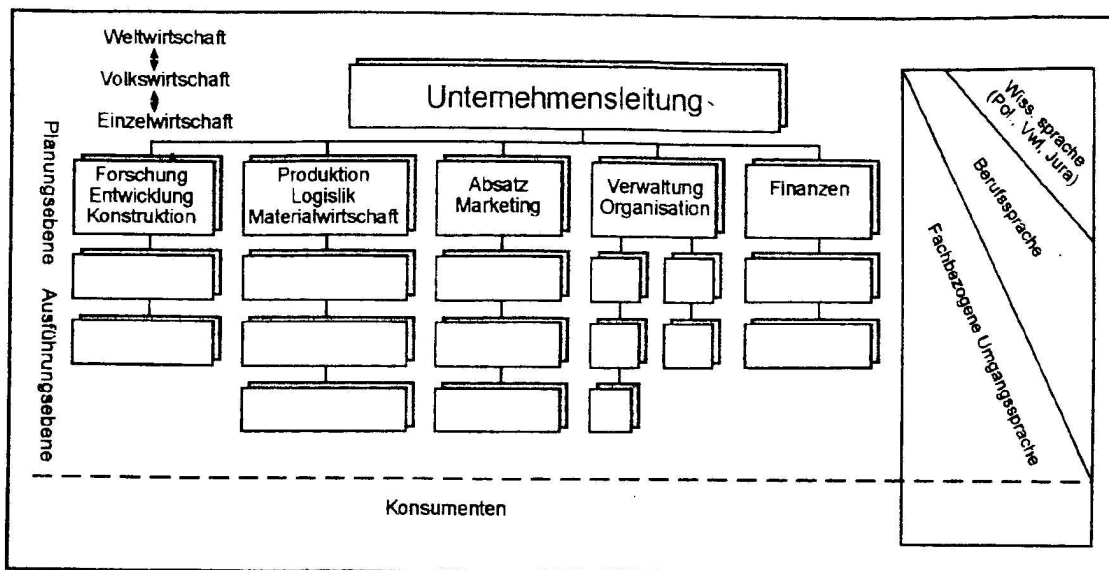 Weltwirtschaft
Volkswirtschaft
Einzelwirtschaft
Unternehmensleitung
Planungsebene
Ausführungsebene
Forschung
Entwicklung
Konstruktion
Produktion
Logislik
Materialwirtschaft
Absatz
Marketing
Verwaltung
Organisation
Finanzen
Wiss. sprache
(Pol., Vwl, Jura)
Berufssprache
Fachbezogene Umgangssprache
Konsumenten